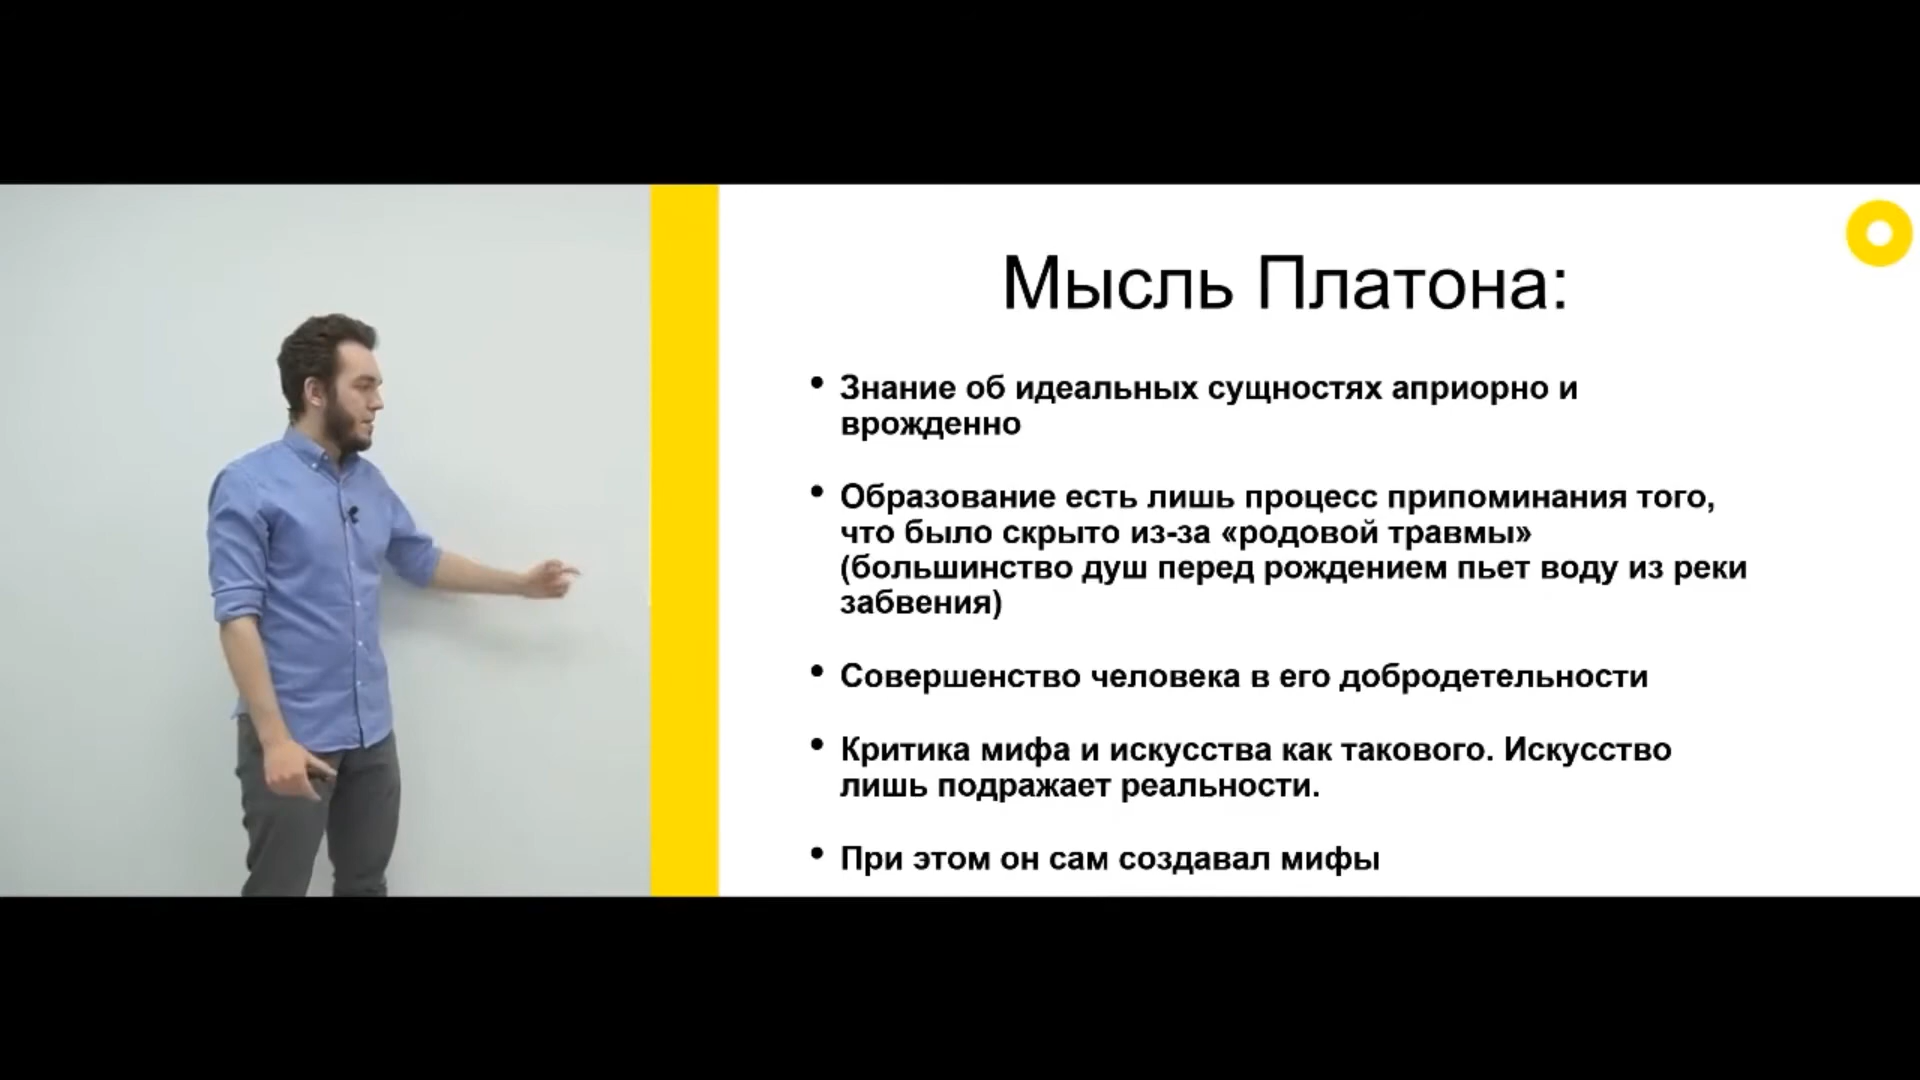 Мысль Платона:
• Знание об идеальных сущностях априорно и
врожденно
• Образование есть лишь процесс припоминания того,
что было скрыто из-за «родовой травмы»
(большинство душ перед рождением пьет воду из реки
забвения)
• Совершенство человека в его добродетельности
• Критика мифа и искусства как такового. Искусство
лишь подражает реальности.
• При этом он сам создавал мифы